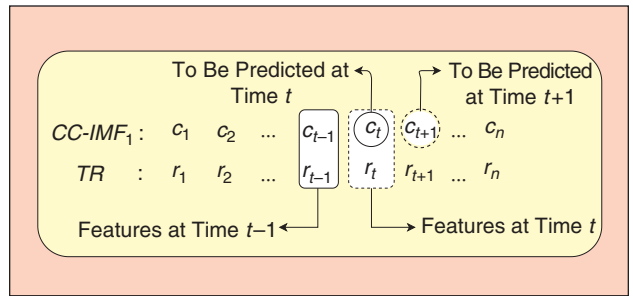 To Be Predicted at Time t
To Be Predicted at Time t+1
CC-IMF₁ : c₁ c₂ ... cₜ₋₁ cₜ cₜ₊₁ ... cₙ
TR : r₁ r₂ ... rₜ₋₁ rₜ rₜ₊₁ ... rₙ
Features at Time t–1
Features at Time t